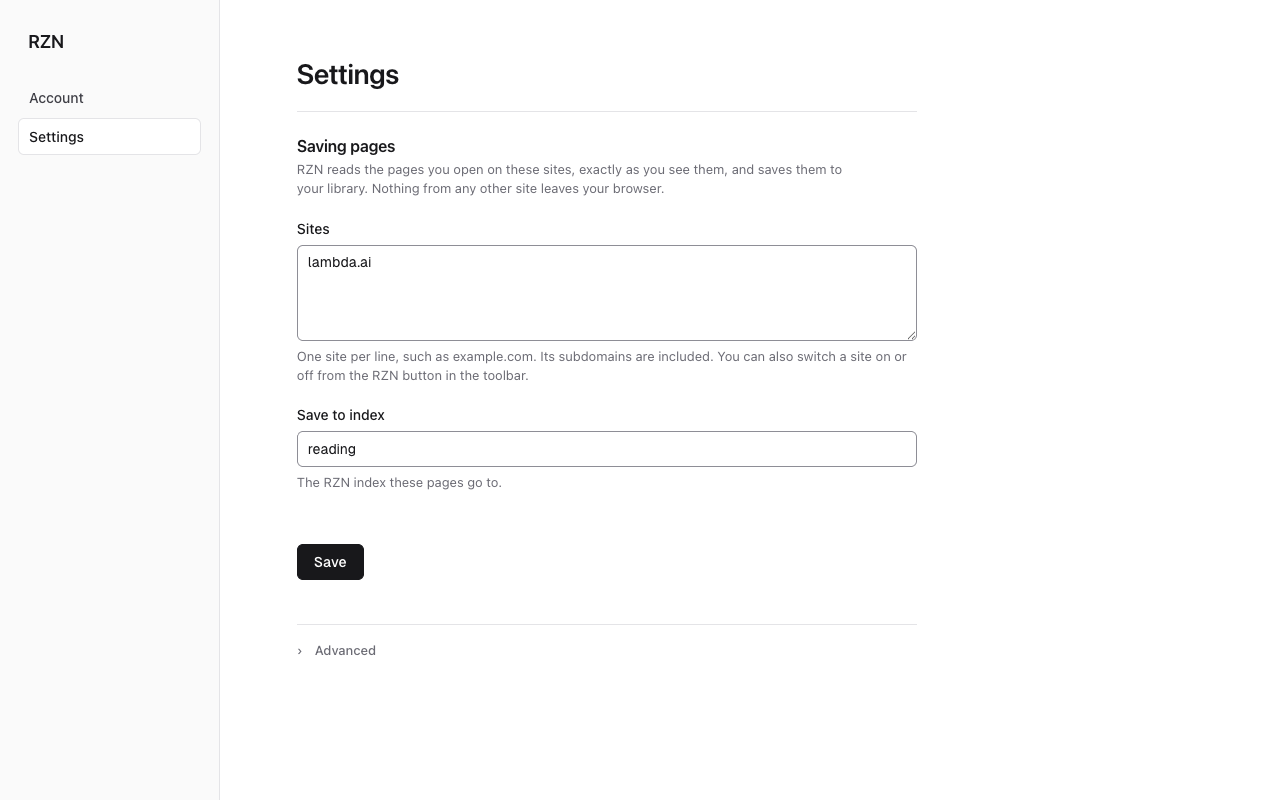 RZN
Account
Settings
Settings
Saving pages
RZN reads the pages you open on these sites, exactly as you see them, and saves them to
your library. Nothing from any other site leaves your browser.
Sites
lambda.ai
One site per line, such as example.com. Its subdomains are included. You can also switch a site on or
off from the RZN button in the toolbar.
Save to index
reading
The RZN index these pages go to.
Save
› Advanced